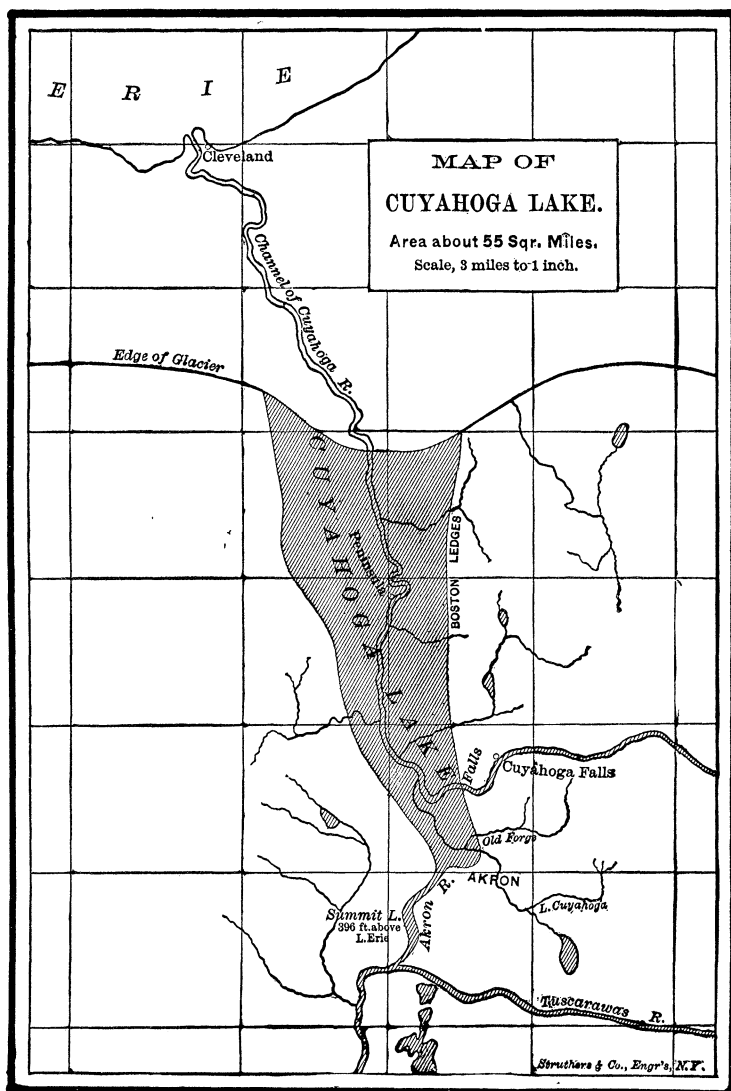 ERIE
Cleveland
MAP OF
CUYAHOGA LAKE.
Area about 55 Sqr. Miles.
Scale, 3 miles to 1 inch.
Channel of Cuyahoga R.
Edge of Glacier
CUYAHOGA LAKE
Peninsula
BOSTON LEDGES
Falls
Cuyahoga Falls
Old Forge
AKRON
L. Cuyahoga
Akron R.
Summit L.
396 ft. above
L. Erie
Tuscarawas R.
Struthers & Co., Engr's, N.Y.